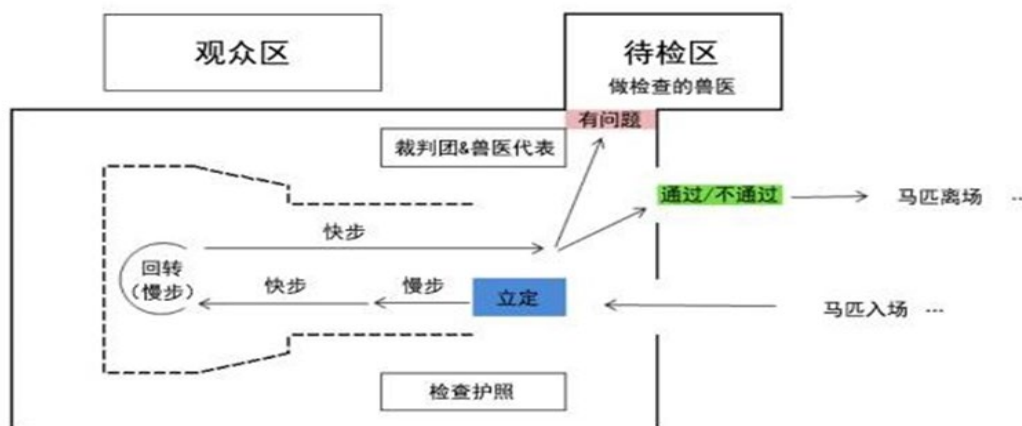 观众区
待检区
做检查的兽医
有问题
裁判团&兽医代表
通过/不通过
马匹离场 ...
快步
回转
（慢步）
快步
慢步
立定
马匹入场 ...
检查护照